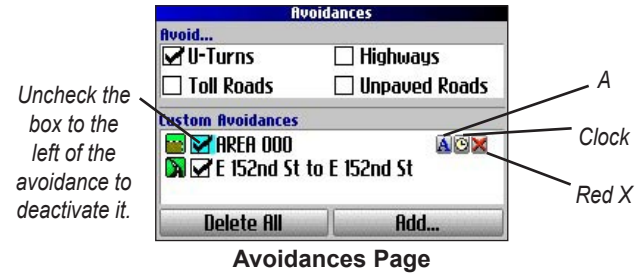 Avoidances
Avoid...
U-Turns
Highways
Toll Roads
Unpaved Roads
Custom Avoidances
AREA 000
A
E 152nd St to E 152nd St
Delete All
Add...
Uncheck the
box to the
left of the
avoidance to
deactivate it.
A
Clock
Red X
Avoidances Page